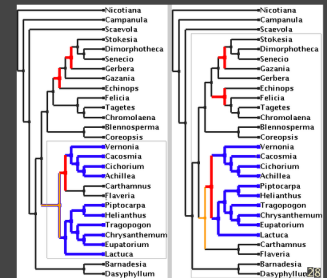 Nicotiana
Campanula
Scaevola
Stokesia
Dimorphotheca
Senecio
Gerbera
Gazania
Echinops
Felicia
Tagetes
Chromolaena
Blennosperma
Coreopsis
Vernonia
Cacosmia
Cichorium
Achillea
Carthamnus
Flaveria
Piptocarpa
Helianthus
Tragopogon
Chrysanthemum
Eupatorium
Lactuca
Barnadesia
Dasyphyllum
Nicotiana
Campanula
Scaevola
Stokesia
Dimorphotheca
Senecio
Gazania
Gerbera
Echinops
Felicia
Tagetes
Chromolaena
Blennosperma
Coreopsis
Vernonia
Cacosmia
Cichorium
Achillea
Piptocarpa
Helianthus
Tragopogon
Chrysanthemum
Eupatorium
Lactuca
Carthamnus
Flaveria
Barnadesia
Dasyphyllum